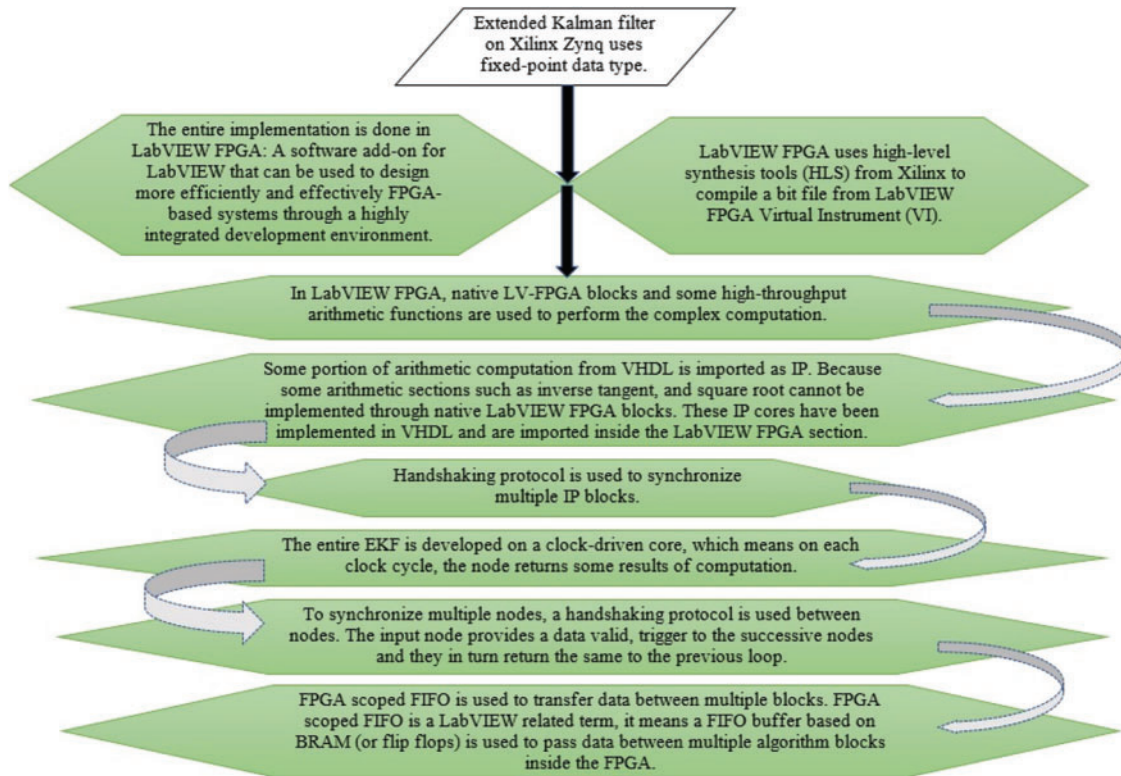 Extended Kalman filter
on Xilinx Zynq uses
fixed-point data type.
The entire implementation is done in
LabVIEW FPGA: A software add-on for
LabVIEW that can be used to design
more efficiently and effectively FPGA-
based systems through a highly
integrated development environment.
LabVIEW FPGA uses high-level
synthesis tools (HLS) from Xilinx to
compile a bit file from LabVIEW
FPGA Virtual Instrument (VI).
In LabVIEW FPGA, native LV-FPGA blocks and some high-throughput
arithmetic functions are used to perform the complex computation.
Some portion of arithmetic computation from VHDL is imported as IP. Because
some arithmetic sections such as inverse tangent, and square root cannot be
implemented through native LabVIEW FPGA blocks. These IP cores have been
implemented in VHDL and are imported inside the LabVIEW FPGA section.
Handshaking protocol is used to synchronize
multiple IP blocks.
The entire EKF is developed on a clock-driven core, which means on each
clock cycle, the node returns some results of computation.
To synchronize multiple nodes, a handshaking protocol is used between
nodes. The input node provides a data valid, trigger to the successive nodes
and they in turn return the same to the previous loop.
FPGA scoped FIFO is used to transfer data between multiple blocks. FPGA
scoped FIFO is a LabVIEW related term, it means a FIFO buffer based on
BRAM (or flip flops) is used to pass data between multiple algorithm blocks
inside the FPGA.